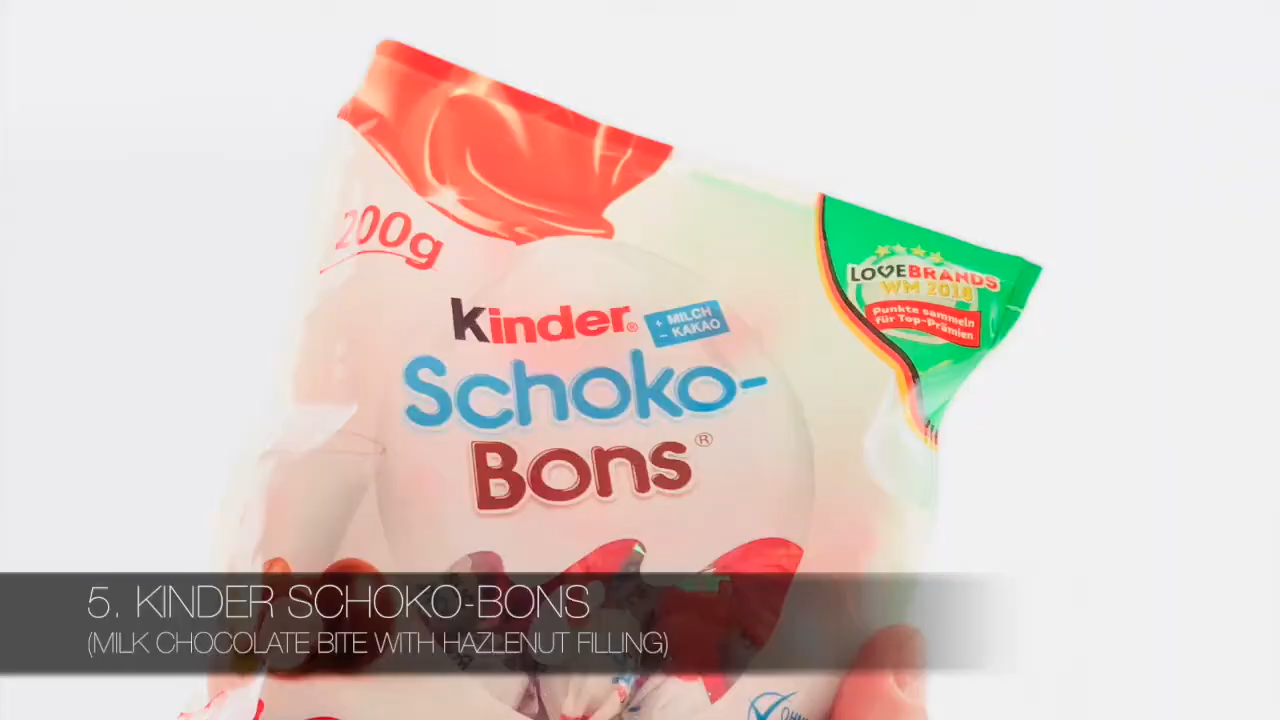 200g
LOVEBRANDS
WM 2018
Punkte sammeln
für Top-Prämien
kinder®
+ MILCH
- KAKAO
Schoko-
Bons®
5. KINDER SCHOKO-BONS
(MILK CHOCOLATE BITE WITH HAZLENUT FILLING)